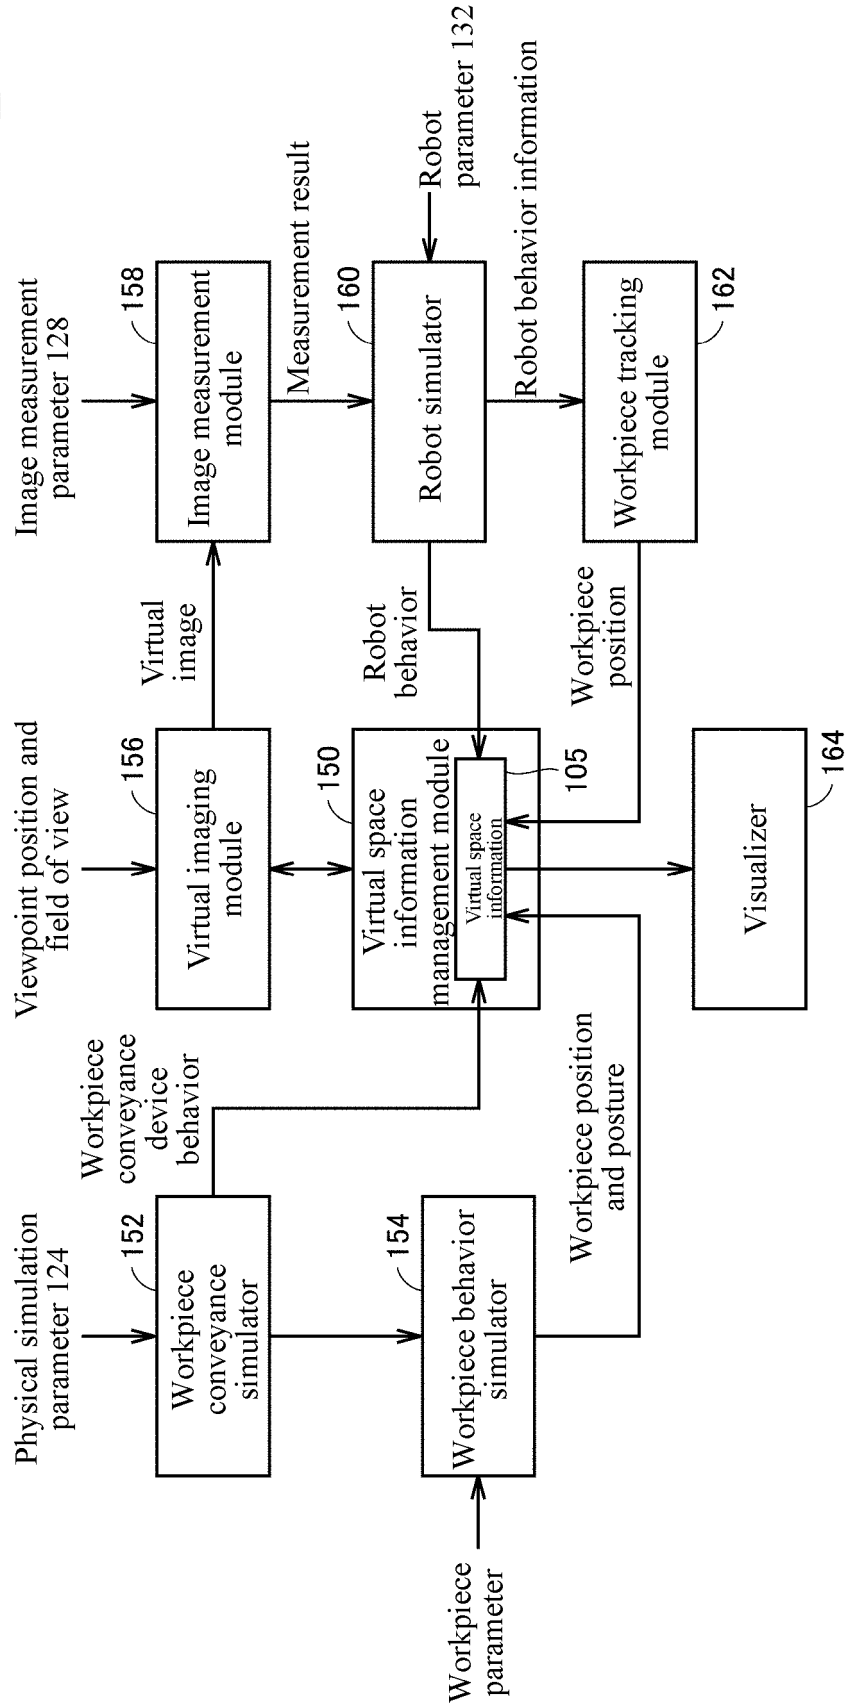 Physical simulation
parameter 124
Viewpoint position and
field of view
Image measurement
parameter 128
152
Workpiece
conveyance
simulator
Workpiece
conveyance
device
behavior
156
Virtual imaging
module
Virtual
image
158
Image measurement
module
Measurement result
Workpiece
parameter
154
Workpiece behavior
simulator
Workpiece position
and posture
150
Virtual space
information
management module
Virtual space
information
105
Robot
behavior
160
Robot simulator
Robot
parameter 132
Robot behavior information
Workpiece
position
Workpiece tracking
module
162
Visualizer
164